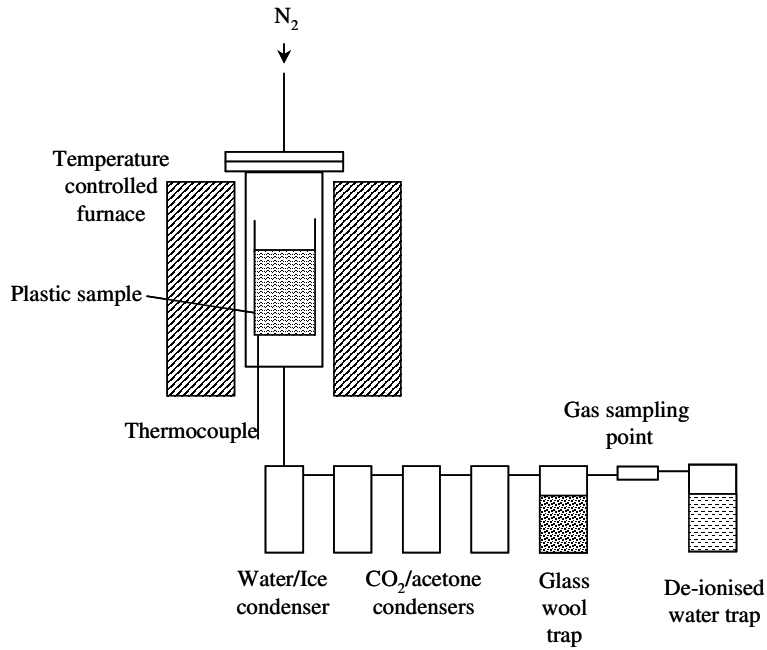 N₂
Temperature
controlled
furnace
Plastic sample
Thermocouple
Gas sampling
point
Water/Ice
condenser
CO₂/acetone
condensers
Glass
wool
trap
De-ionised
water trap